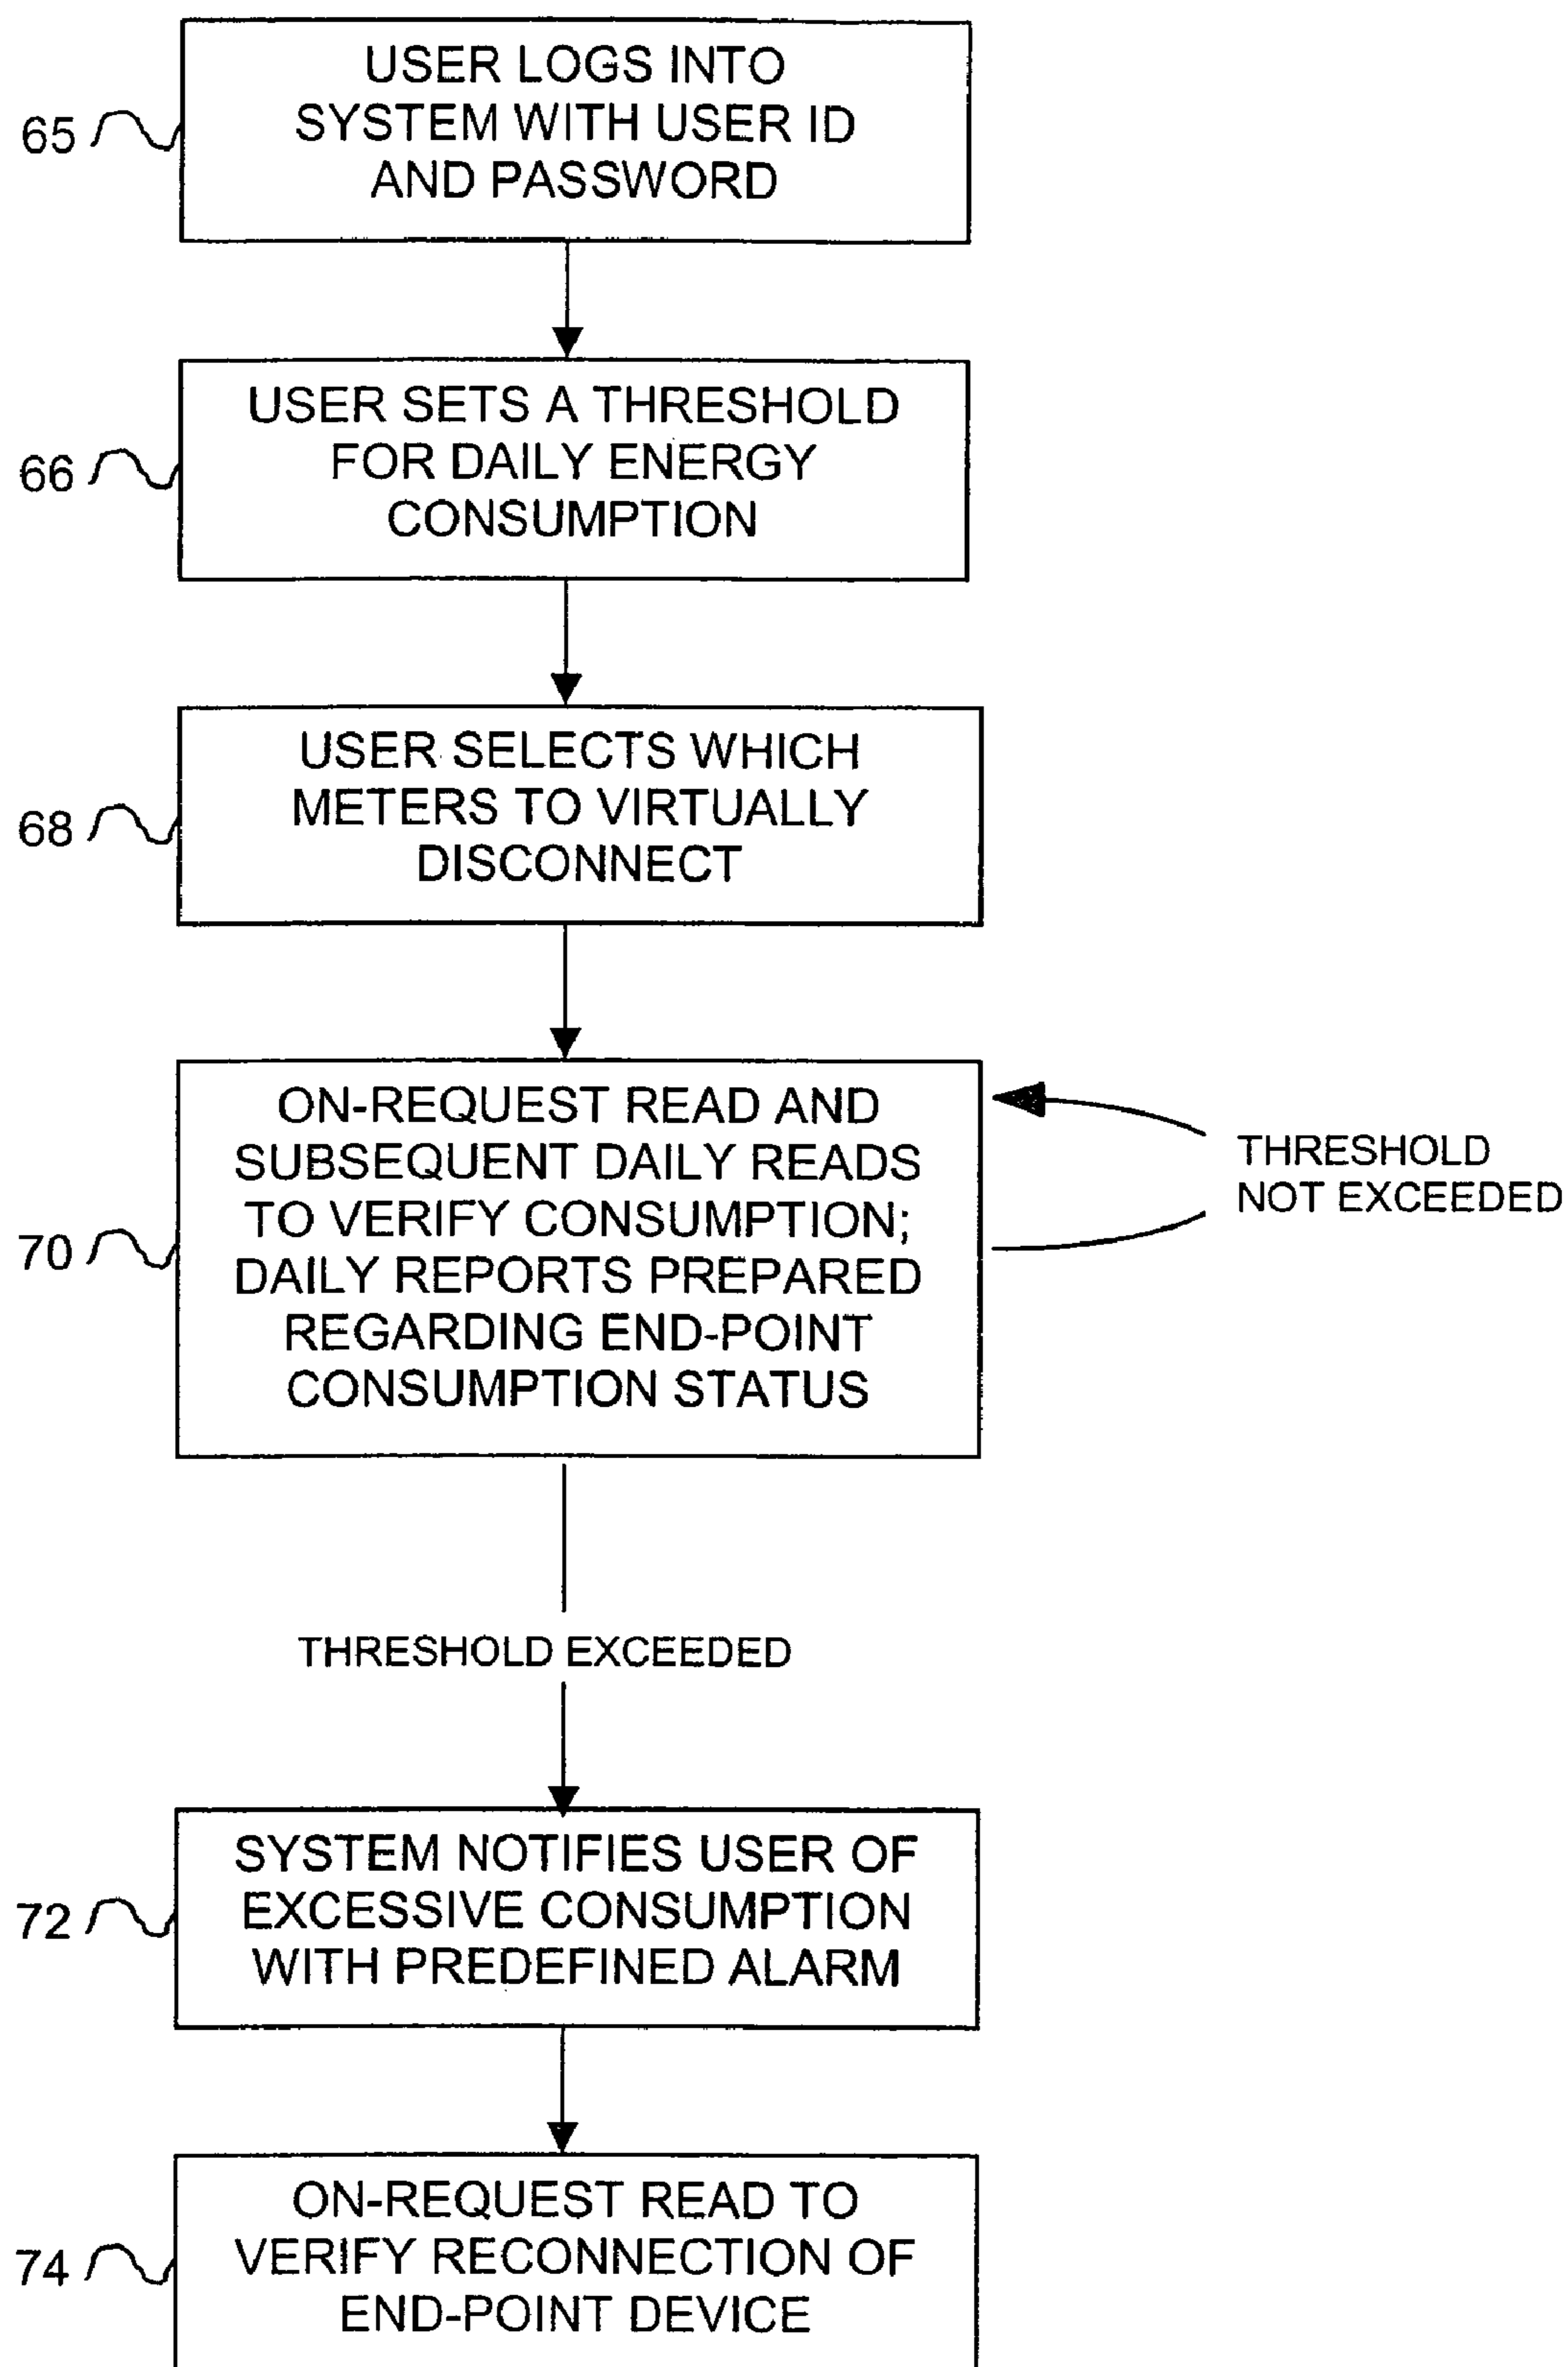 USER LOGS INTO
SYSTEM WITH USER ID
AND PASSWORD
65
USER SETS A THRESHOLD
FOR DAILY ENERGY
CONSUMPTION
66
USER SELECTS WHICH
METERS TO VIRTUALLY
DISCONNECT
68
ON-REQUEST READ AND
SUBSEQUENT DAILY READS
TO VERIFY CONSUMPTION;
DAILY REPORTS PREPARED
REGARDING END-POINT
CONSUMPTION STATUS
70
THRESHOLD
NOT EXCEEDED
THRESHOLD EXCEEDED
SYSTEM NOTIFIES USER OF
EXCESSIVE CONSUMPTION
WITH PREDEFINED ALARM
72
ON-REQUEST READ TO
VERIFY RECONNECTION OF
END-POINT DEVICE
74